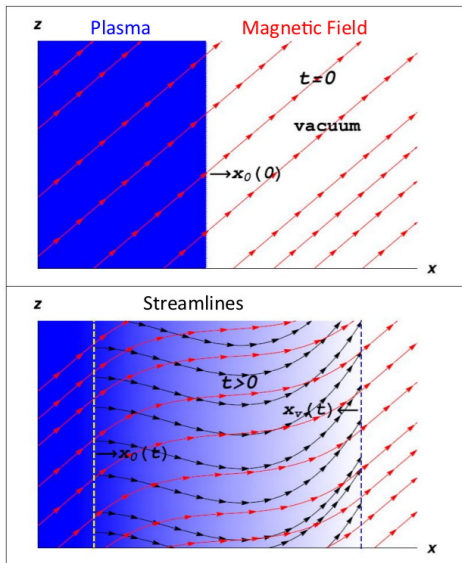 z Plasma Magnetic Field
t=0
vacuum
→x₀(0)
x
z Streamlines
t>0
xᵥ(t)←
→x₀(t)
x